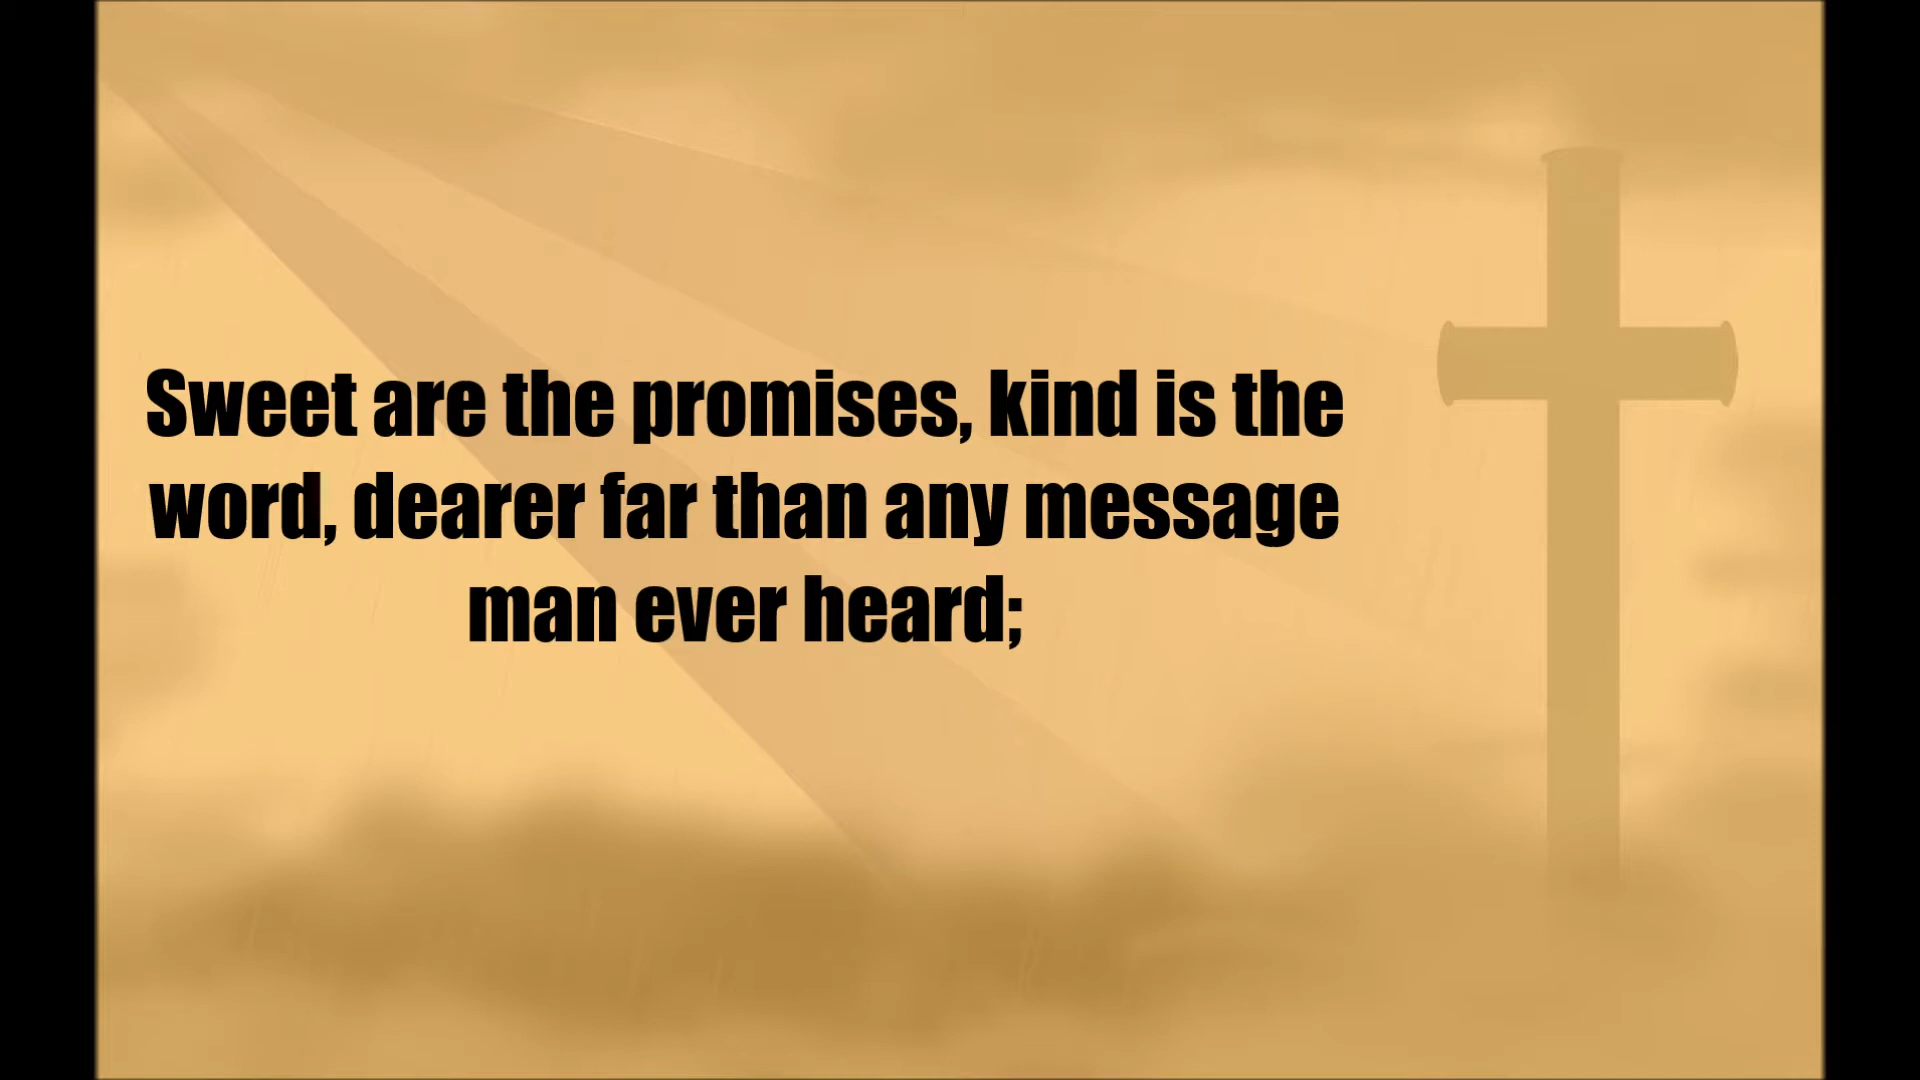 Sweet are the promises, kind is the
word, dearer far than any message
man ever heard;